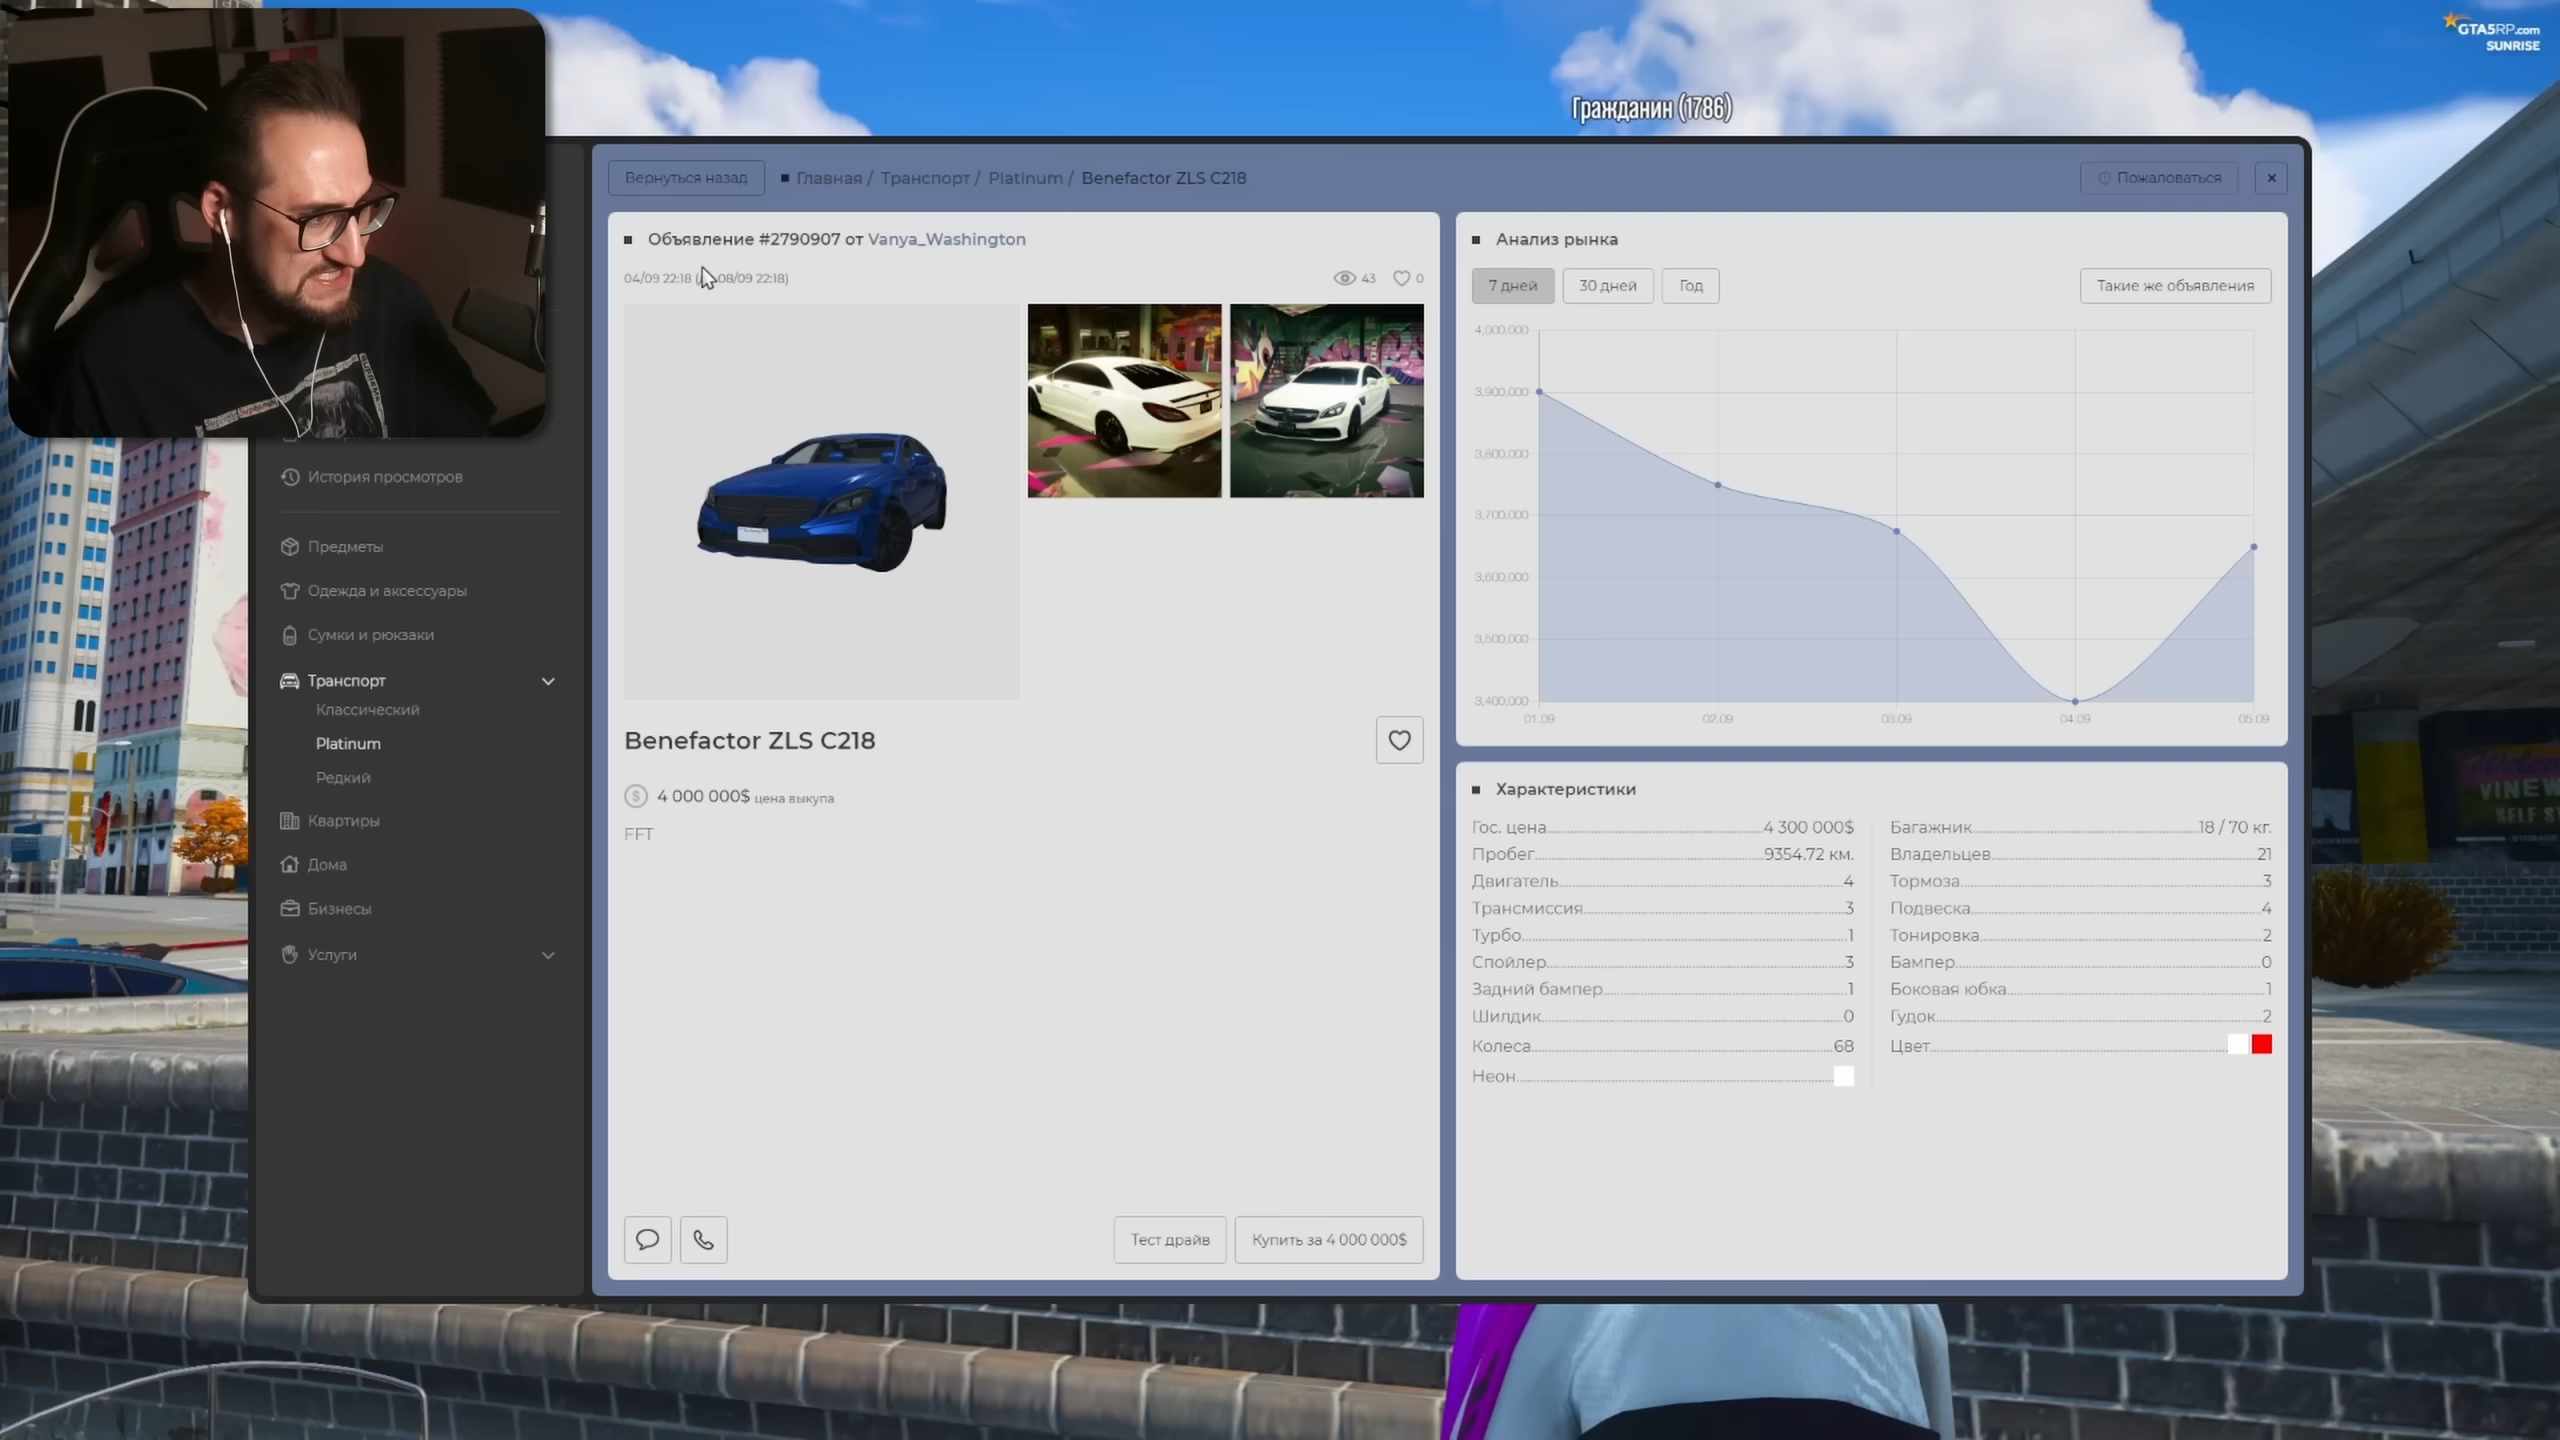 GTA5RP.com
SUNRISE
Гражданин (1786)
Вернуться назад
Главная / Транспорт / Platinum / Benefactor ZLS C218
Пожаловаться
Объявление #2790907 от Vanya_Washington
04/09 22:18 ( 08/09 22:18)
43
0
История просмотров
Предметы
Одежда и аксессуары
Сумки и рюкзаки
Транспорт
Классический
Platinum
Редкий
Квартиры
Дома
Бизнесы
Услуги
Benefactor ZLS C218
4 000 000$ цена выкупа
FFT
Тест драйв
Купить за 4 000 000$
Анализ рынка
7 дней
30 дней
Год
Такие же объявления
4,000,000
3,900,000
3,800,000
3,700,000
3,600,000
3,500,000
3,400,000
01.09
02.09
03.09
04.09
05.09
Характеристики
Гос. цена 4 300 000$
Пробег 9354.72 км.
Двигатель 4
Трансмиссия 3
Турбо 1
Спойлер 3
Задний бампер 1
Шилдик 0
Колеса 68
Неон
Багажник 18 / 70 кг.
Владельцев 21
Тормоза 3
Подвеска 4
Тонировка 2
Бампер 0
Боковая юбка 1
Гудок 2
Цвет
VINEW
SELF ST